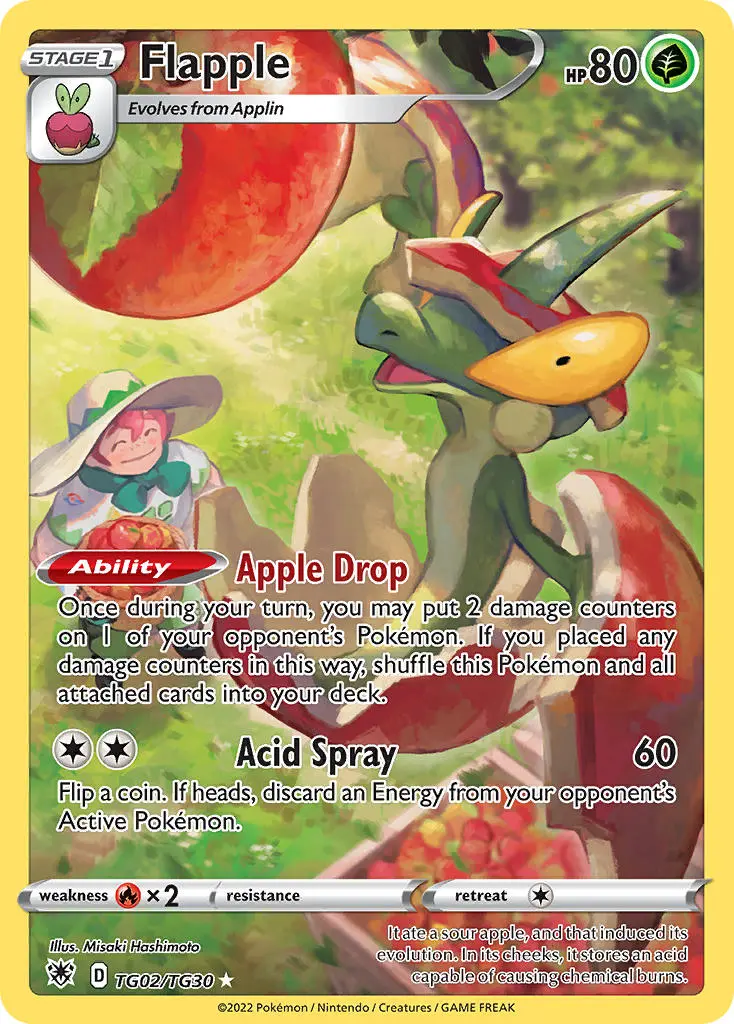 STAGE 1 Flapple HP 80
Evolves from Applin
Ability Apple Drop
Once during your turn, you may put 2 damage counters
on 1 of your opponent's Pokémon. If you placed any
damage counters in this way, shuffle this Pokémon and all
attached cards into your deck.
Acid Spray 60
Flip a coin. If heads, discard an Energy from your opponent's
Active Pokémon.
weakness ×2 resistance retreat
Illus. Misaki Hashimoto
It ate a sour apple, and that induced its
evolution. In its cheeks, it stores an acid
capable of causing chemical burns.
D TG02/TG30 ★
©2022 Pokémon / Nintendo / Creatures / GAME FREAK